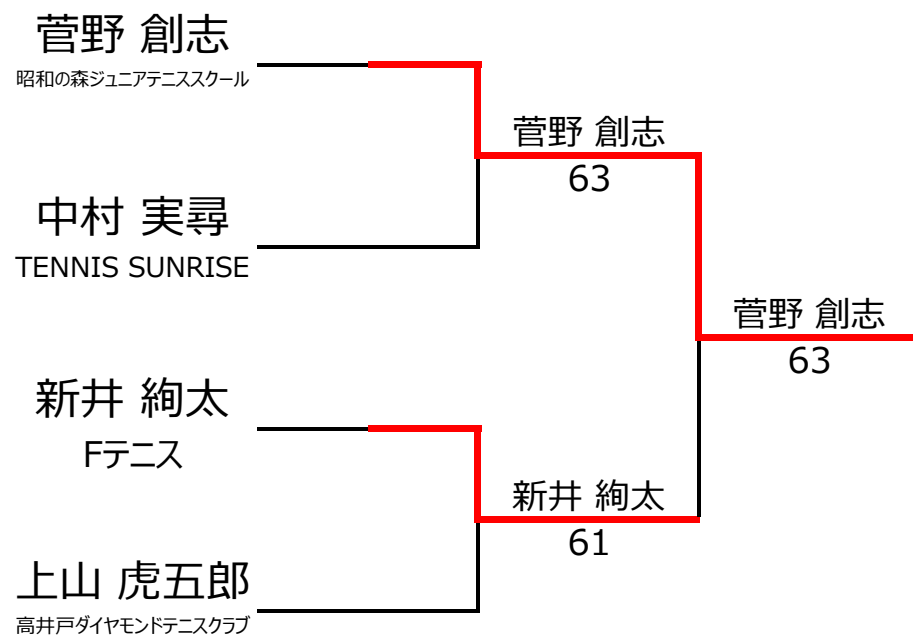 菅野 創志
昭和の森ジュニアテニススクール
菅野 創志
63
中村 実尋
TENNIS SUNRISE
菅野 創志
63
新井 絢太
Fテニス
新井 絢太
61
上山 虎五郎
高井戸ダイヤモンドテニスクラブ